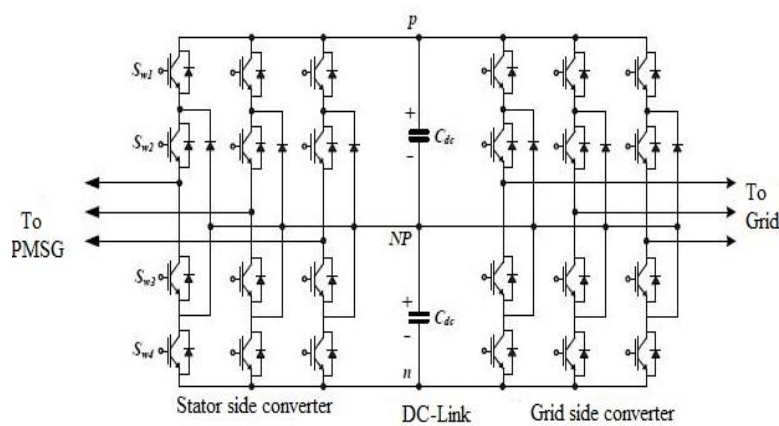 p
Sw1
Sw2
+
Cdc
-
To
PMSG
NP
To
Grid
Sw3
Sw4
+
Cdc
-
n
Stator side converter
DC-Link
Grid side converter